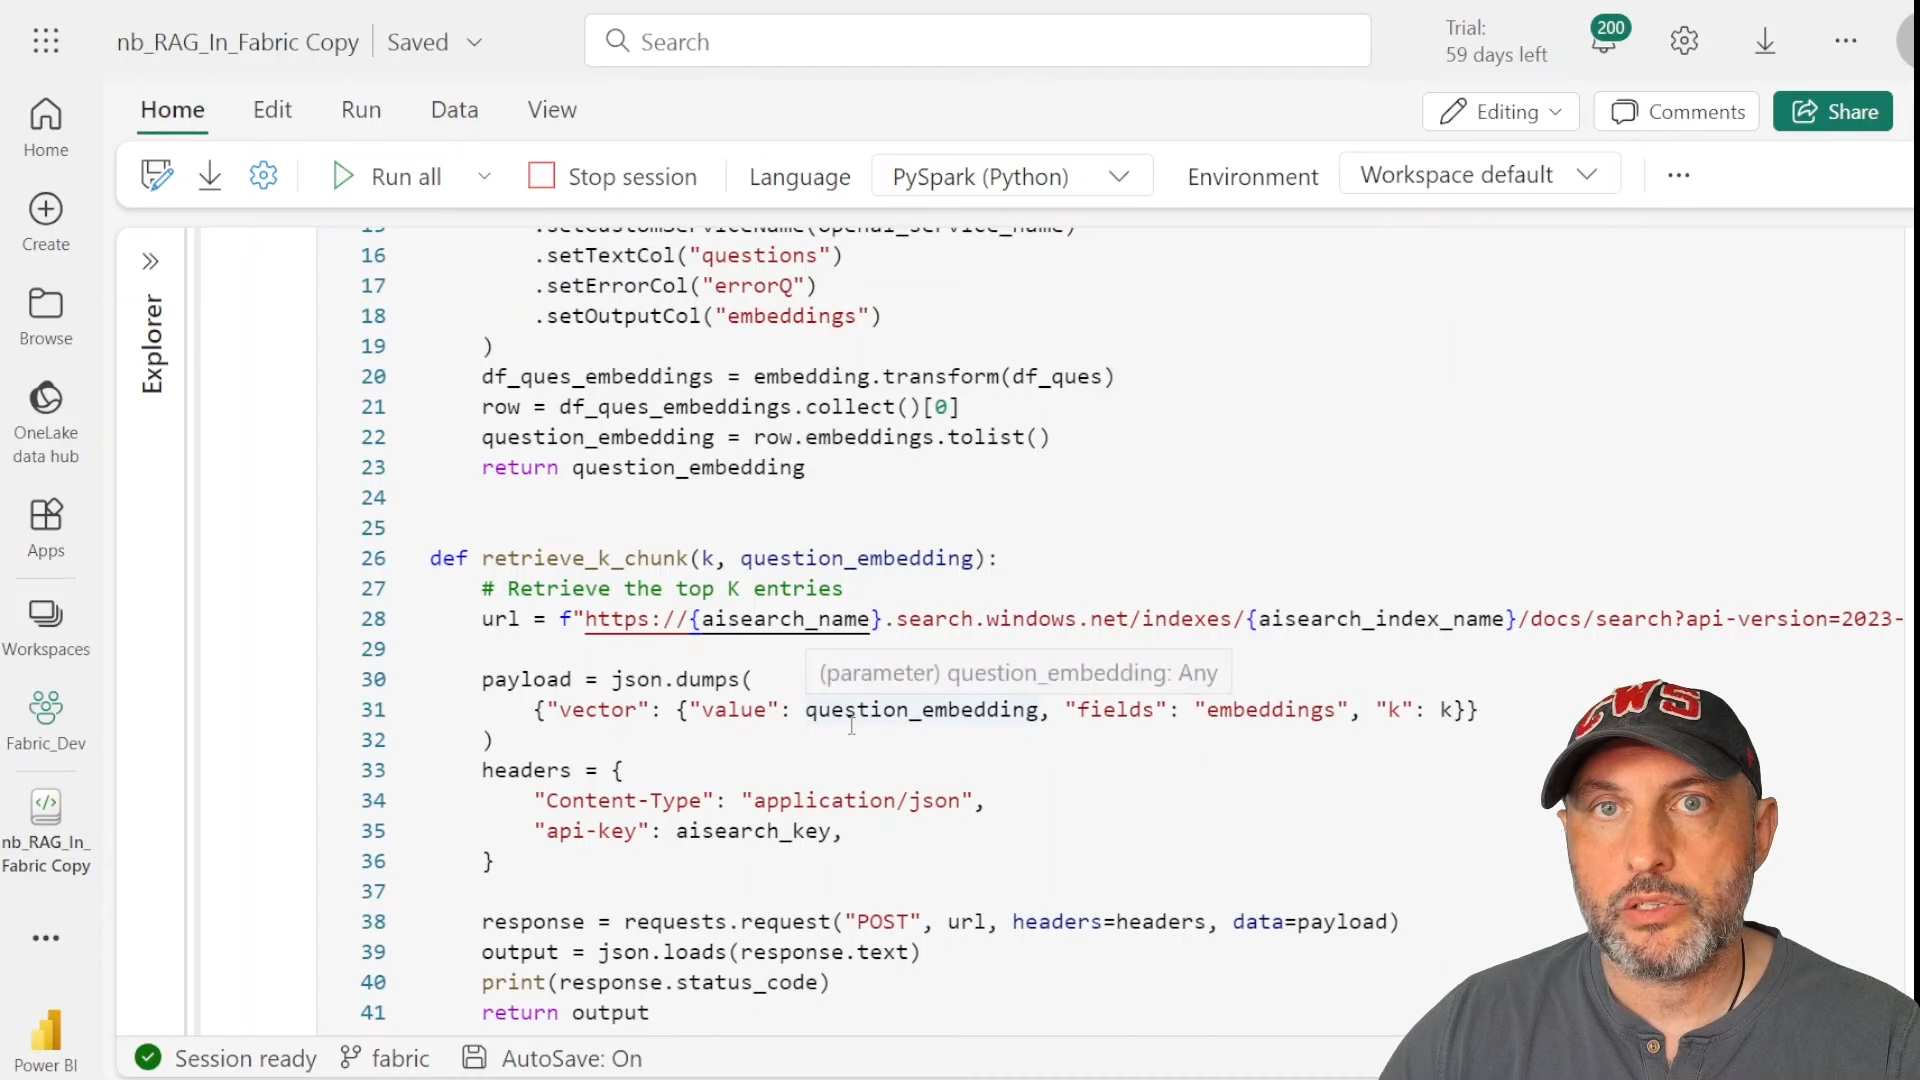 nb_RAG_In_Fabric Copy
Saved
Search
Trial:
59 days left
200
Home
Edit
Run
Data
View
Editing
Comments
Share
Run all
Stop session
Language
PySpark (Python)
Environment
Workspace default
Home
Create
Browse
OneLake
data hub
Apps
Workspaces
Fabric_Dev
nb_RAG_In_
Fabric Copy
Power BI
Explorer
15 .setCustomServiceName(openai_service_name)
16 .setTextCol("questions")
17 .setErrorCol("errorQ")
18 .setOutputCol("embeddings")
19 )
20 df_ques_embeddings = embedding.transform(df_ques)
21 row = df_ques_embeddings.collect()[0]
22 question_embedding = row.embeddings.tolist()
23 return question_embedding
24
25
26 def retrieve_k_chunk(k, question_embedding):
27 # Retrieve the top K entries
28 url = f"https://{aisearch_name}.search.windows.net/indexes/{aisearch_index_name}/docs/search?api-version=2023-
29
(parameter) question_embedding: Any
30 payload = json.dumps(
31 {"vector": {"value": question_embedding, "fields": "embeddings", "k": k}}
32 )
33 headers = {
34 "Content-Type": "application/json",
35 "api-key": aisearch_key,
36 }
37
38 response = requests.request("POST", url, headers=headers, data=payload)
39 output = json.loads(response.text)
40 print(response.status_code)
41 return output
CWS
Session ready
fabric
AutoSave: On